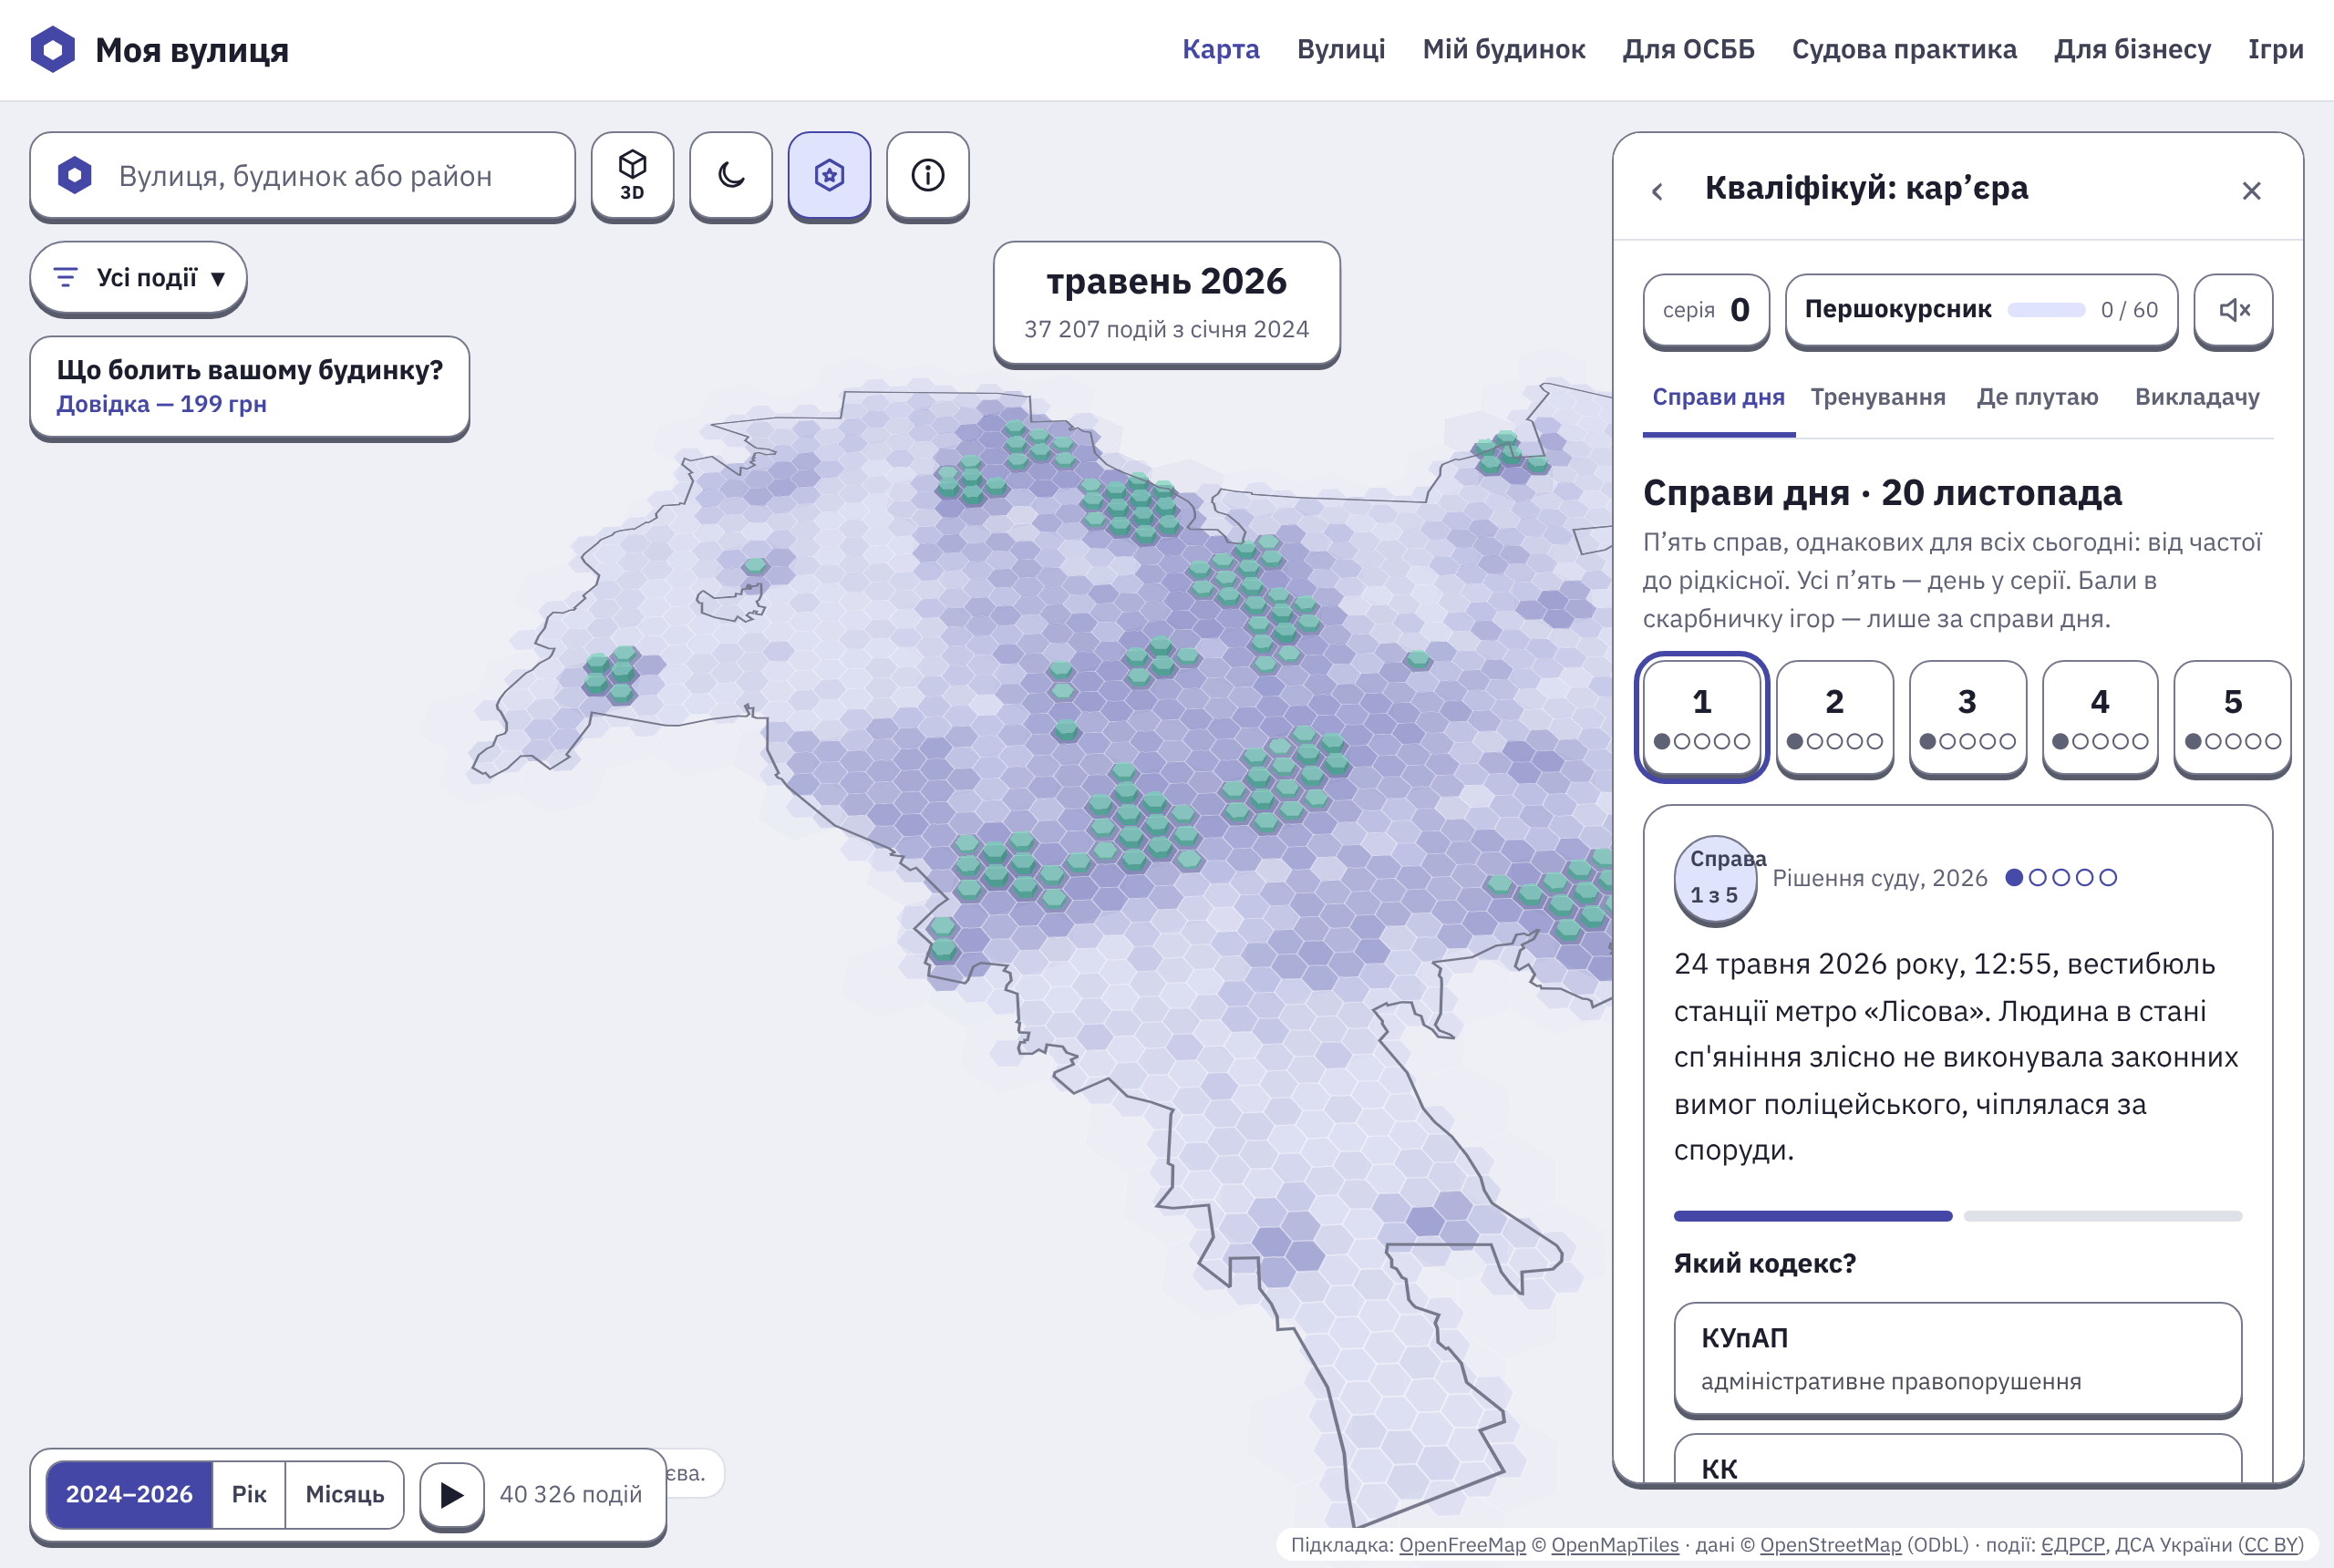 Моя вулиця
Карта Вулиці Мій будинок Для ОСББ Судова практика Для бізнесу Ігри
Вулиця, будинок або район
3D
Усі події ▼
Що болить вашому будинку?
Довідка — 199 грн
травень 2026
37 207 подій з січня 2024
Кваліфікуй: кар’єра
серія 0 Першокурсник 0 / 60
Справи дня Тренування Де плутаю Викладачу
Справи дня · 20 листопада
П’ять справ, однакових для всіх сьогодні: від частої
до рідкісної. Усі п’ять — день у серії. Бали в
скарбничку ігор — лише за справи дня.
1 2 3 4 5
Справа
1 з 5
Рішення суду, 2026
24 травня 2026 року, 12:55, вестибюль
станції метро «Лісова». Людина в стані
сп'яніння злісно не виконувала законних
вимог поліцейського, чіплялася за
споруди.
Який кодекс?
КУпАП
адміністративне правопорушення
КК
2024–2026 Рік Місяць 40 326 подій
єва.
Підкладка: OpenFreeMap © OpenMapTiles · дані © OpenStreetMap (ODbL) · події: ЄДРСР, ДСА України (CC BY)